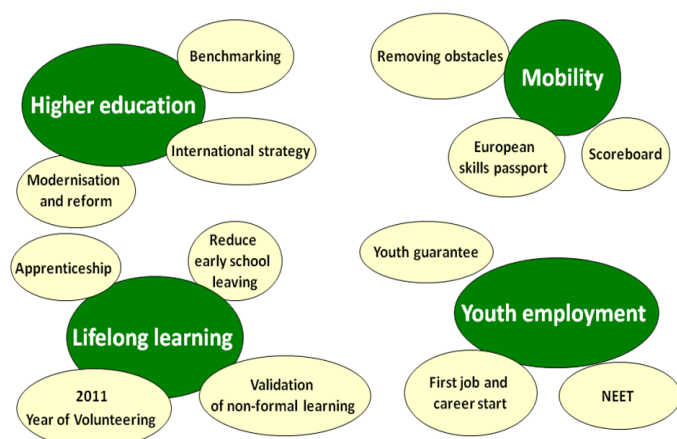 Benchmarking
Higher education
International strategy
Modernisation
and reform
Removing obstacles
Mobility
European
skills passport
Scoreboard
Apprenticeship
Reduce
early school
leaving
Lifelong learning
2011
Year of Volunteering
Validation
of non-formal learning
Youth guarantee
Youth employment
First job and
career start
NEET